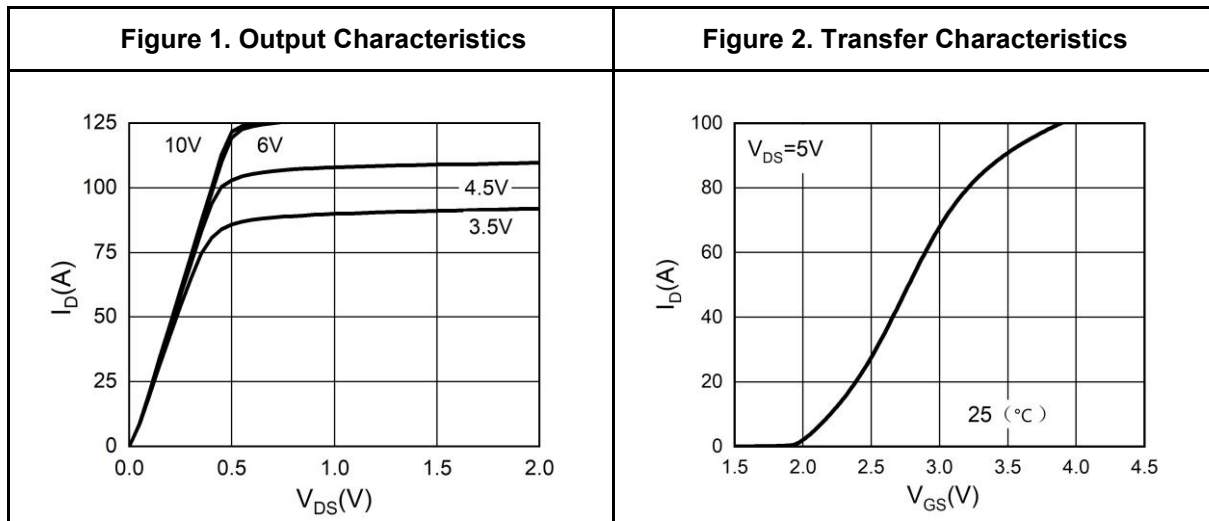 Figure 1. Output Characteristics
125
100
75
50
25
0
I_D(A)
10V
6V
4.5V
3.5V
0.0
0.5
1.0
1.5
2.0
V_DS(V)
Figure 2. Transfer Characteristics
100
80
60
40
20
0
I_D(A)
V_DS=5V
25（℃）
1.5
2.0
2.5
3.0
3.5
4.0
4.5
V_GS(V)